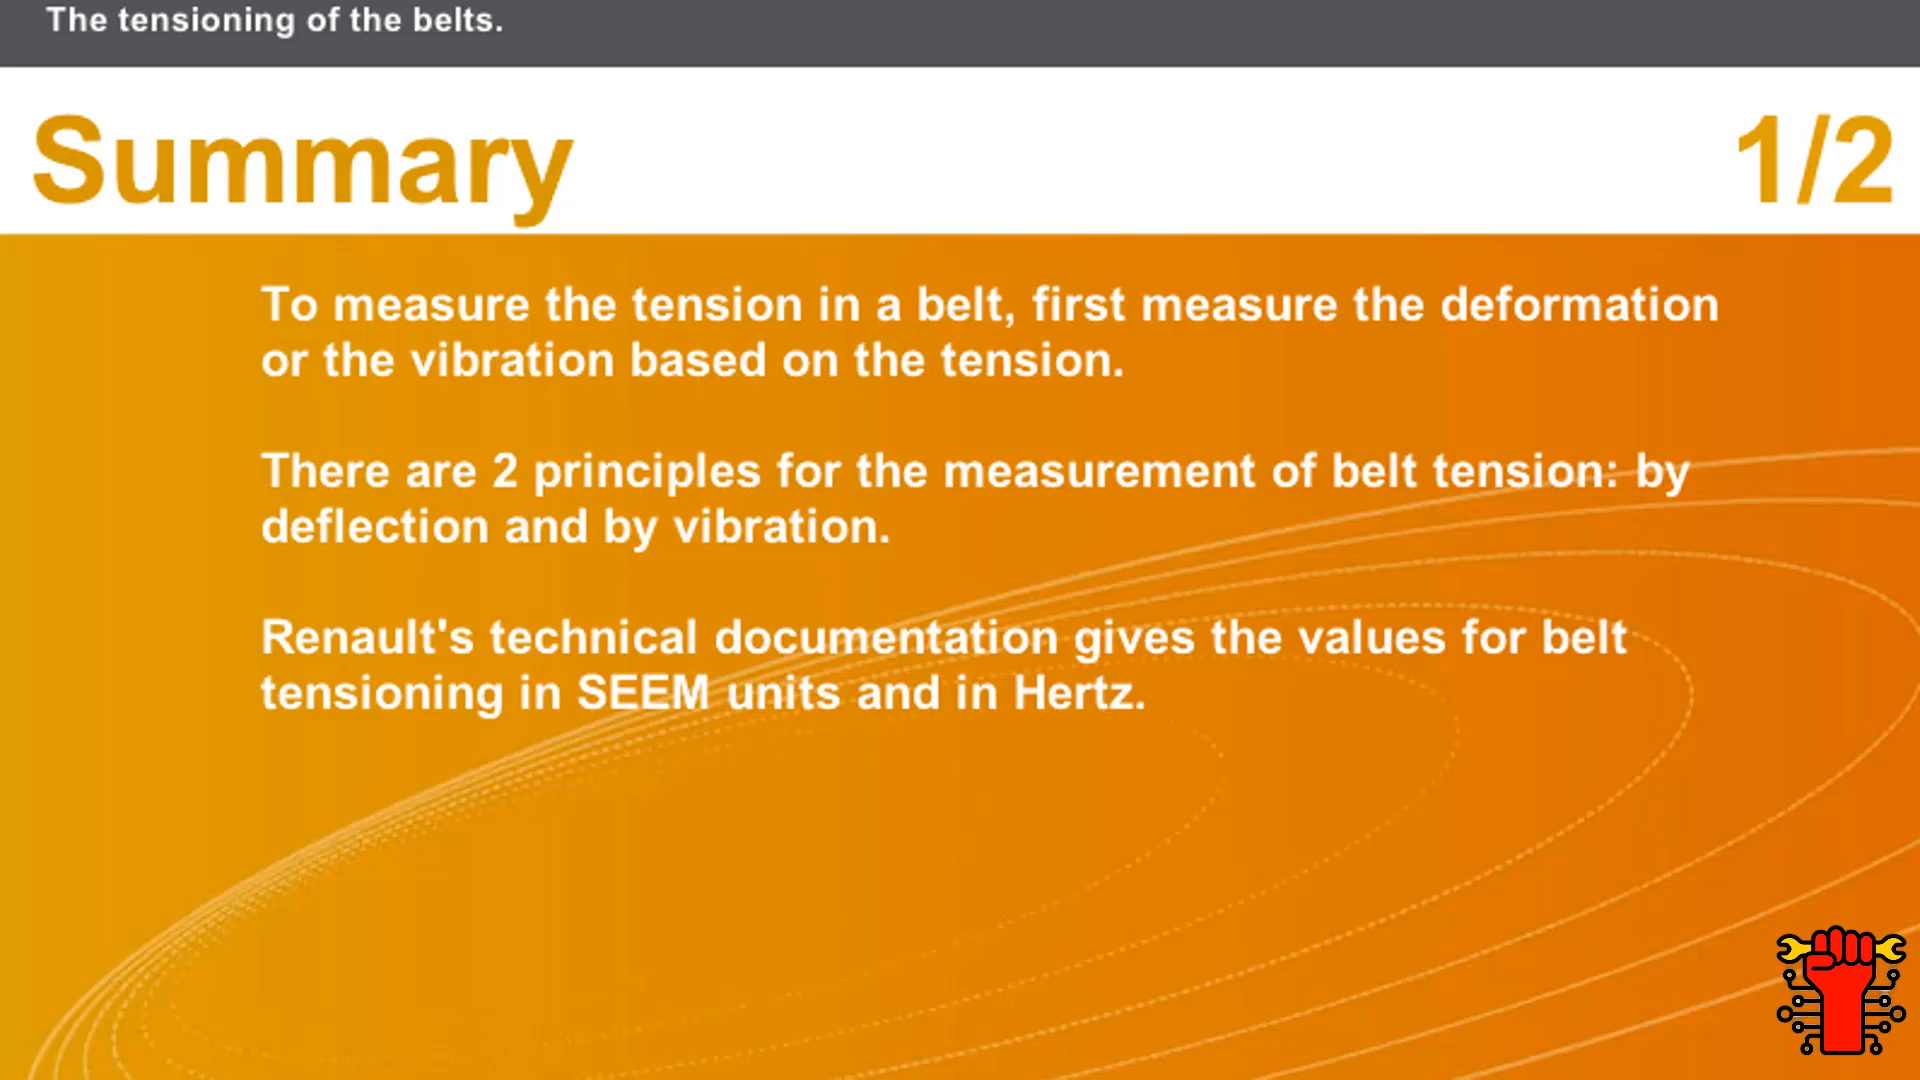 The tensioning of the belts.
Summary
1/2
To measure the tension in a belt, first measure the deformation
or the vibration based on the tension.
There are 2 principles for the measurement of belt tension: by
deflection and by vibration.
Renault's technical documentation gives the values for belt
tensioning in SEEM units and in Hertz.